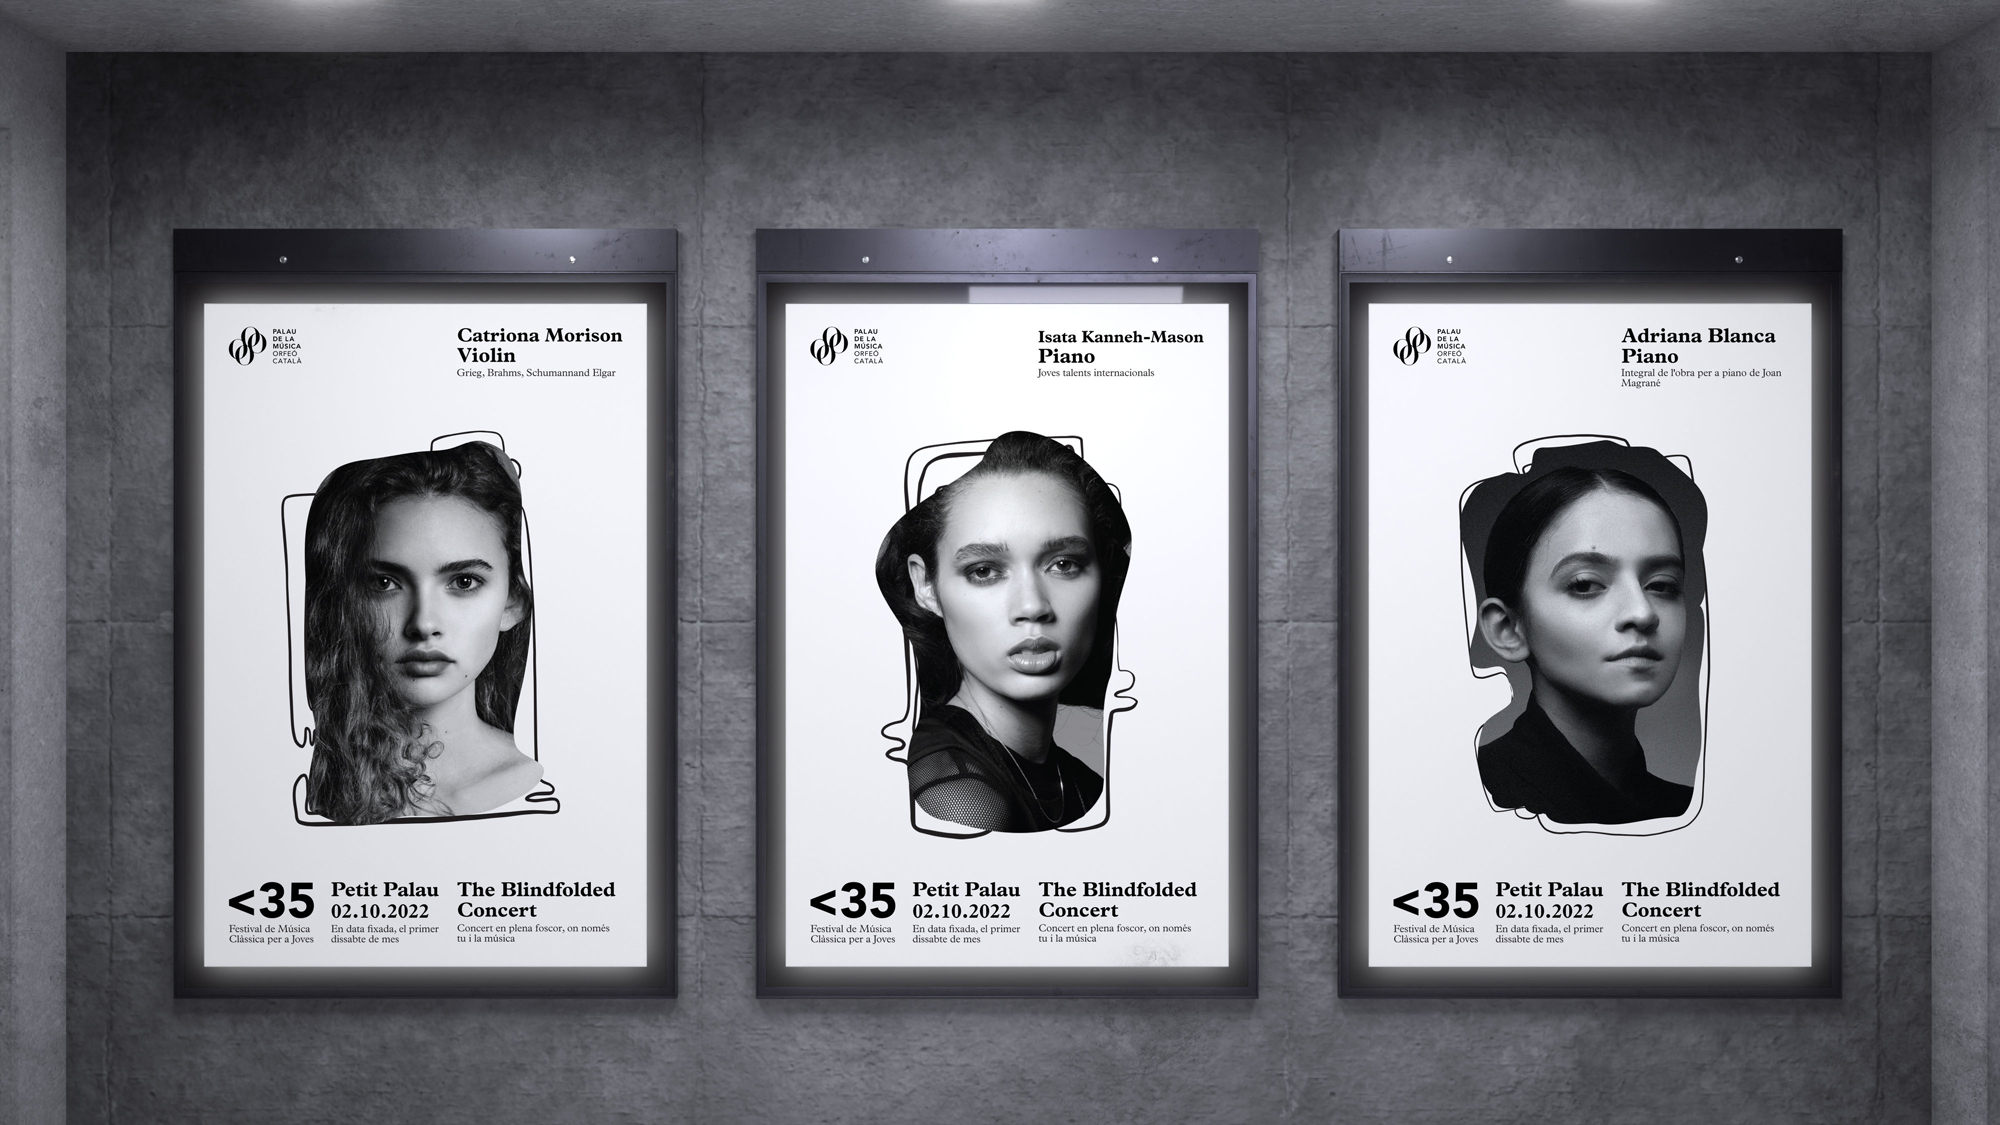 PALAU
DE LA
MÚSICA
ORFEÓ
CATALÀ
Catriona Morison
Violin
Grieg, Brahms, Schumannand Elgar
<35
Festival de Música
Clàssica per a Joves
Petit Palau
02.10.2022
En data fixada, el primer
dissabte de mes
The Blindfolded
Concert
Concert en plena foscor, on només
tu i la música
PALAU
DE LA
MÚSICA
ORFEÓ
CATALÀ
Isata Kanneh-Mason
Piano
Joves talents internacionals
<35
Festival de Música
Clàssica per a Joves
Petit Palau
02.10.2022
En data fixada, el primer
dissabte de mes
The Blindfolded
Concert
Concert en plena foscor, on només
tu i la música
PALAU
DE LA
MÚSICA
ORFEÓ
CATALÀ
Adriana Blanca
Piano
Integral de l'obra per a piano de Joan
Magrané
<35
Festival de Música
Clàssica per a Joves
Petit Palau
02.10.2022
En data fixada, el primer
dissabte de mes
The Blindfolded
Concert
Concert en plena foscor, on només
tu i la música